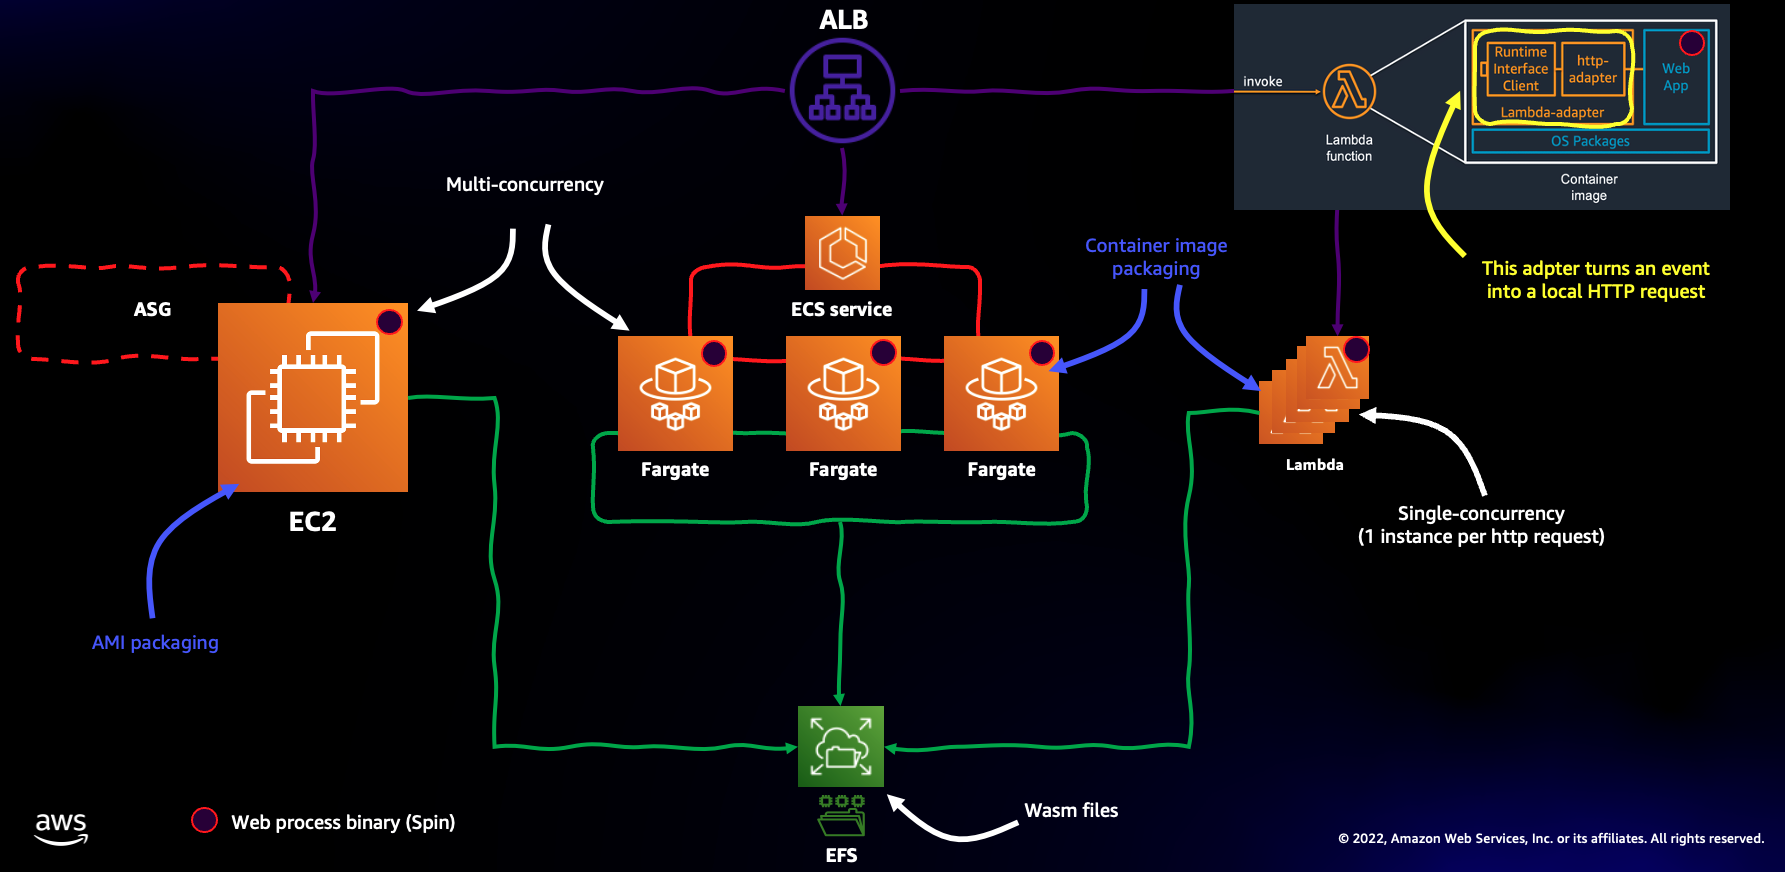 ALB
invoke
Lambda
function
Runtime
Interface
Client
http-
adapter
Lambda-adapter
Web
App
OS Packages
Container
image
Multi-concurrency
Container image
packaging
This adpter turns an event
into a local HTTP request
ASG
ECS service
EC2
Fargate
Fargate
Fargate
Lambda
Single-concurrency
(1 instance per http request)
AMI packaging
Wasm files
EFS
aws
Web process binary (Spin)
© 2022, Amazon Web Services, Inc. or its affiliates. All rights reserved.